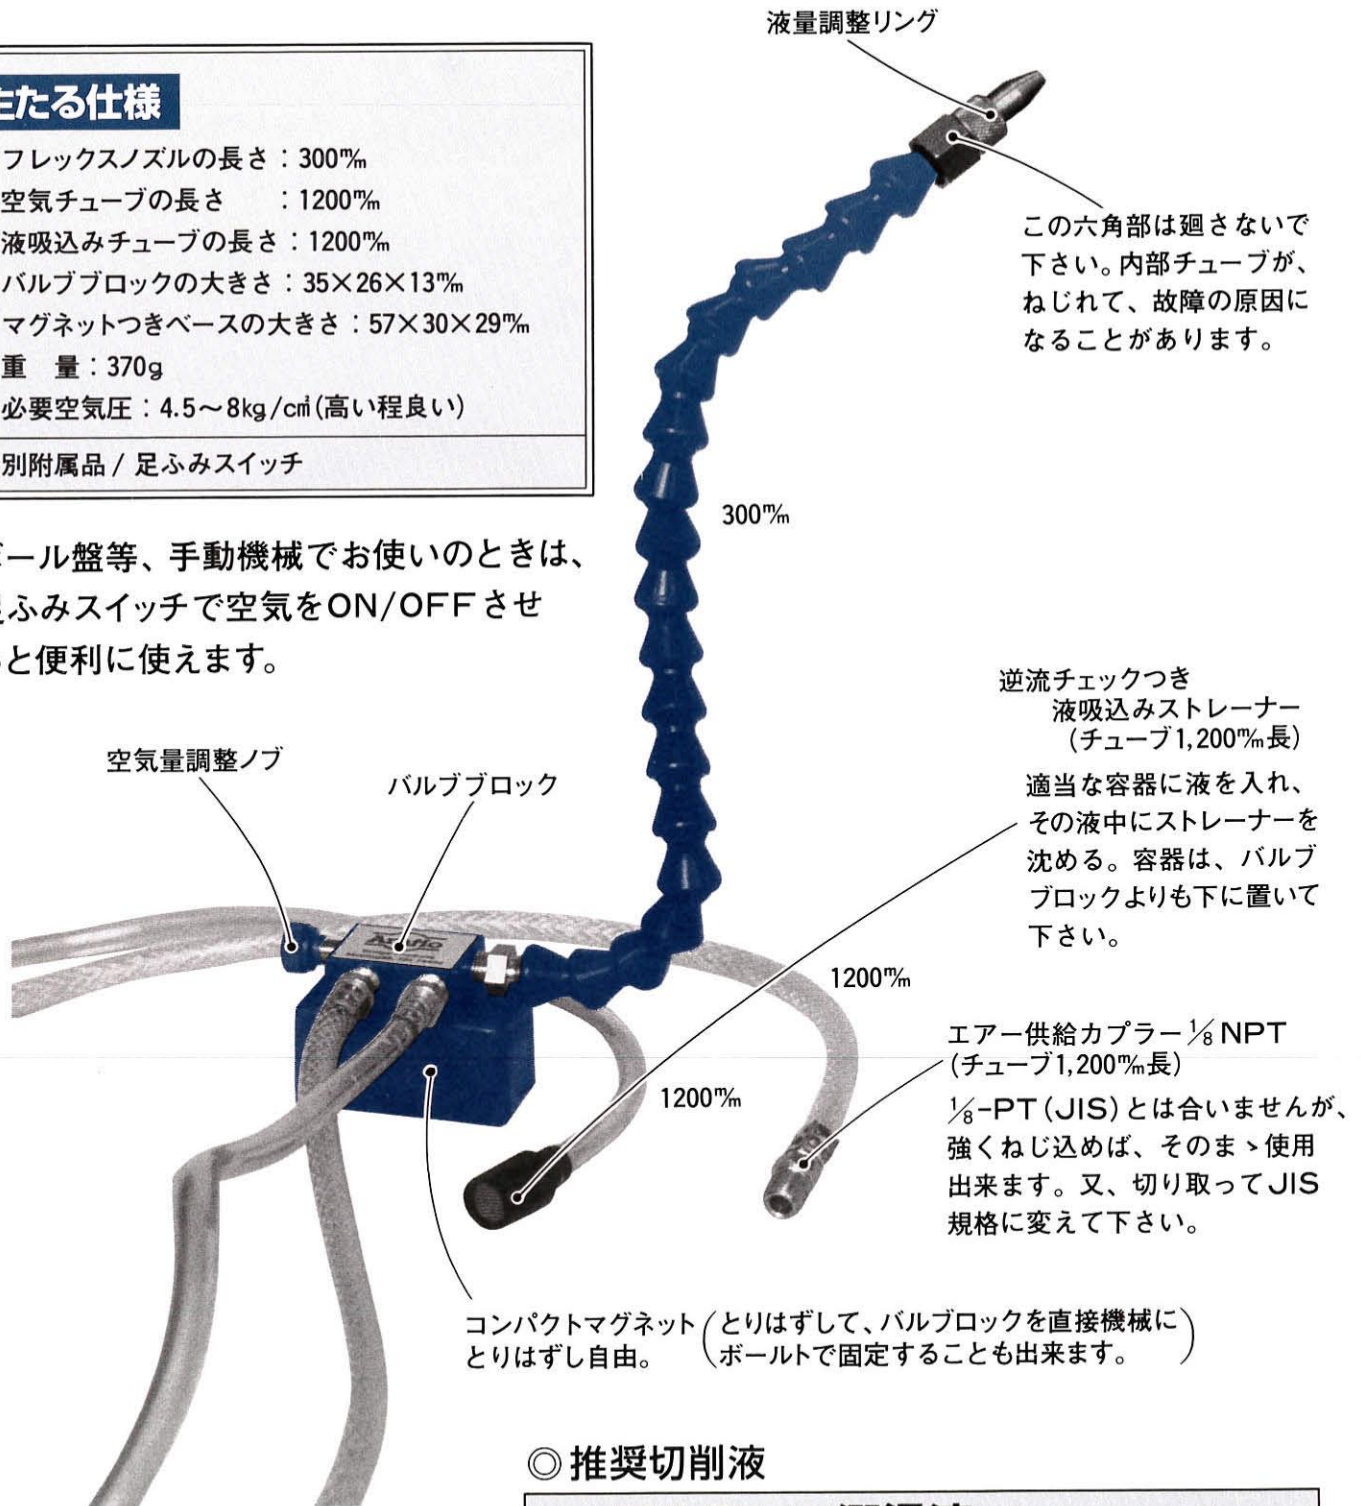 液量調整リング
主たる仕様
フレックスノズルの長さ：300㎜
空気チューブの長さ　　：1200㎜
液吸込みチューブの長さ：1200㎜
バルブブロックの大きさ：35×26×13㎜
マグネットつきベースの大きさ：57×30×29㎜
重　量：370g
必要空気圧：4.5〜8kg/c㎡(高い程良い)
別附属品 / 足ふみスイッチ
この六角部は廻さないで
下さい。内部チューブが、
ねじれて、故障の原因に
なることがあります。
300㎜
ボール盤等、手動機械でお使いのときは、
足ふみスイッチで空気をON/OFFさせ
と便利に使えます。
逆流チェックつき
液吸込みストレーナー
(チューブ1,200㎜長)
適当な容器に液を入れ、
その液中にストレーナーを
沈める。容器は、バルブ
ブロックよりも下に置いて
下さい。
空気量調整ノブ
バルブブロック
1200㎜
エアー供給カプラー⅛NPT
(チューブ1,200㎜長)
⅛-PT(JIS)とは合いませんが、
強くねじ込めば、そのまゝ使用
出来ます。又、切り取ってJIS
規格に変えて下さい。
1200㎜
コンパクトマグネット(とりはずして、バルブロックを直接機械に
とりはずし自由。　ボールトで固定することも出来ます。)
◎推奨切削液